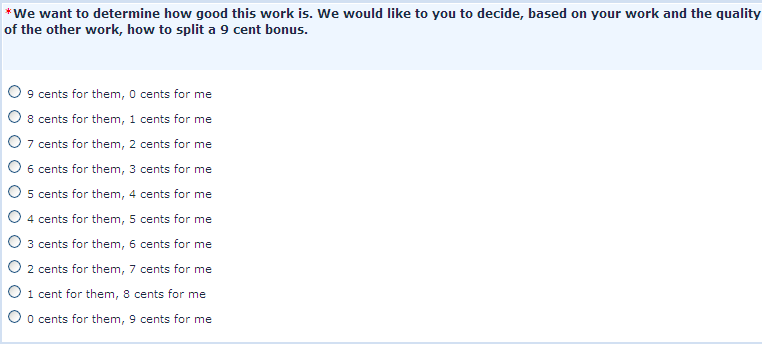 *We want to determine how good this work is. We would like to you to decide, based on your work and the quality
of the other work, how to split a 9 cent bonus.
9 cents for them, 0 cents for me
8 cents for them, 1 cents for me
7 cents for them, 2 cents for me
6 cents for them, 3 cents for me
5 cents for them, 4 cents for me
4 cents for them, 5 cents for me
3 cents for them, 6 cents for me
2 cents for them, 7 cents for me
1 cent for them, 8 cents for me
0 cents for them, 9 cents for me